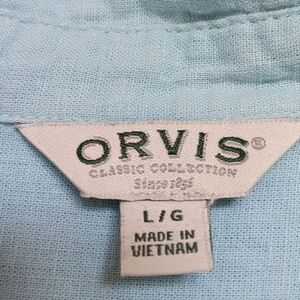 ORVIS®
CLASSIC COLLECTION
Since 1856
L/G
MADE IN
VIETNAM